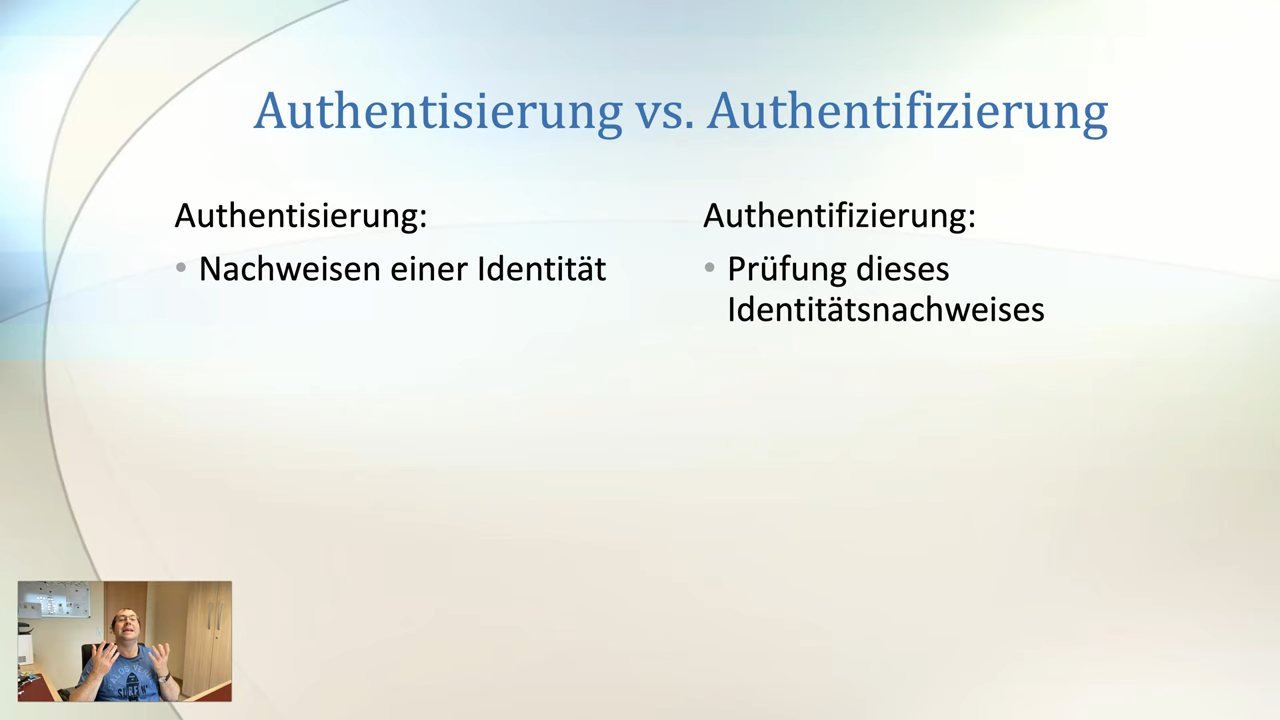 Authentisierung vs. Authentifizierung
Authentisierung:
• Nachweisen einer Identität
Authentifizierung:
• Prüfung dieses
Identitätsnachweises